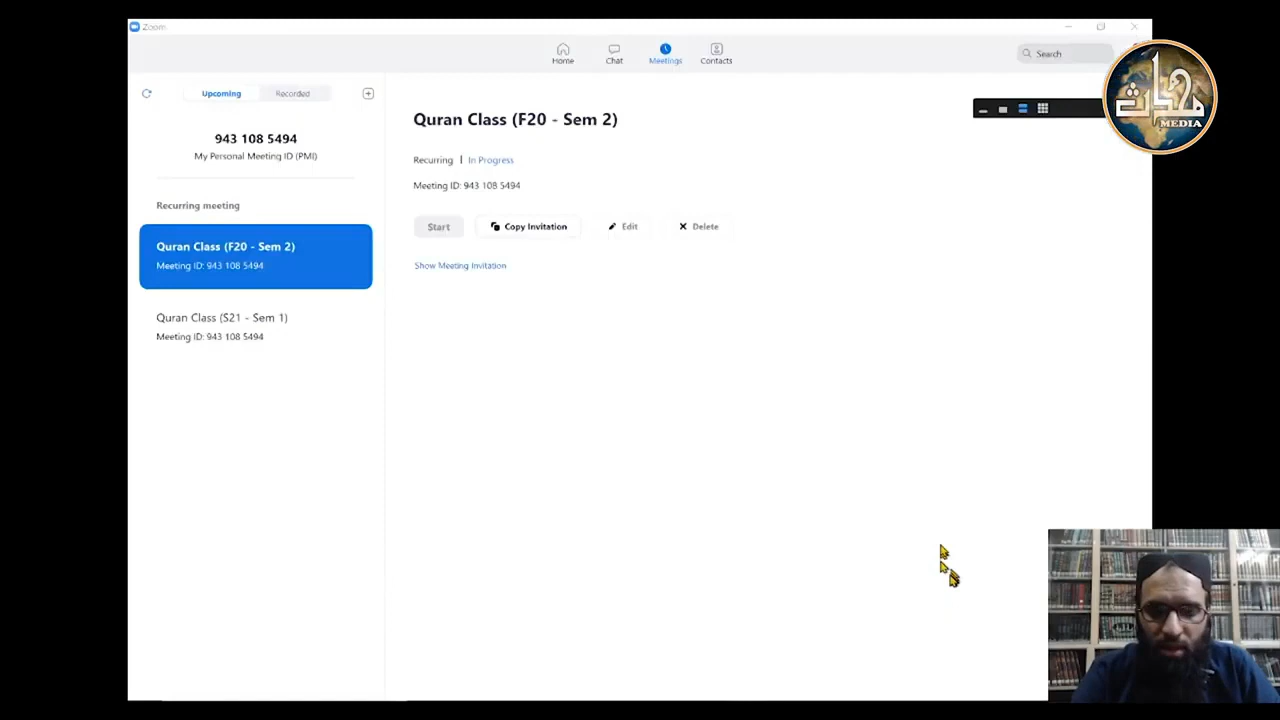 Zoom
Home
Chat
Meetings
Contacts
Search
Upcoming
Recorded
943 108 5494
My Personal Meeting ID (PMI)
Recurring meeting
Quran Class (F20 - Sem 2)
Meeting ID: 943 108 5494
Quran Class (S21 - Sem 1)
Meeting ID: 943 108 5494
Quran Class (F20 - Sem 2)
Recurring | In Progress
Meeting ID: 943 108 5494
Start
Copy Invitation
Edit
Delete
Show Meeting Invitation
MEDIA